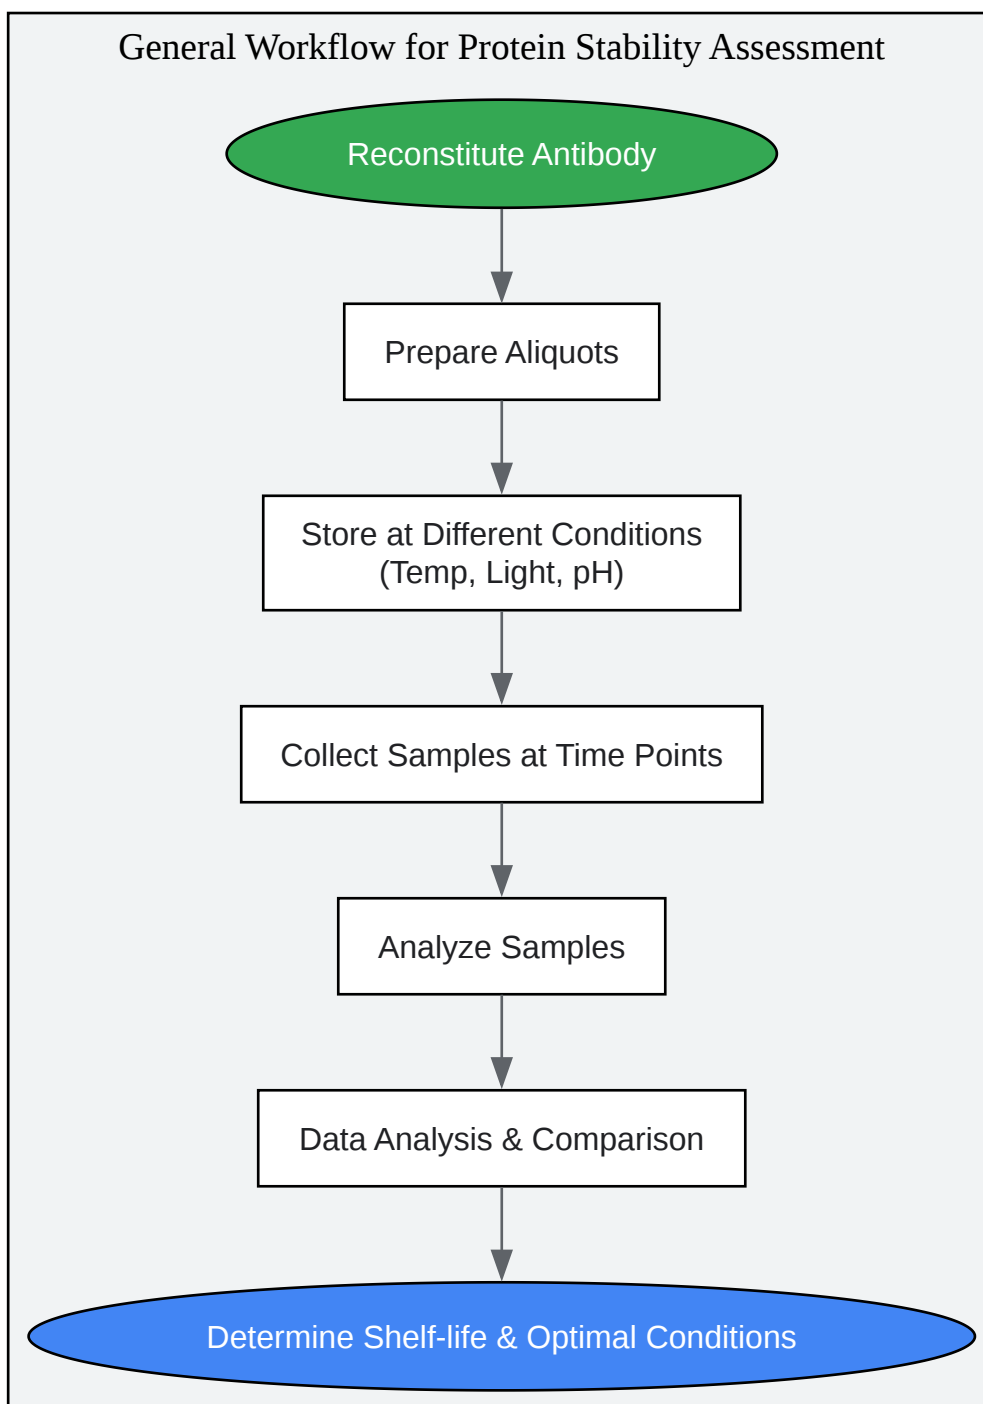 General Workflow for Protein Stability Assessment
Reconstitute Antibody
Prepare Aliquots
Store at Different Conditions
(Temp, Light, pH)
Collect Samples at Time Points
Analyze Samples
Data Analysis & Comparison
Determine Shelf-life & Optimal Conditions